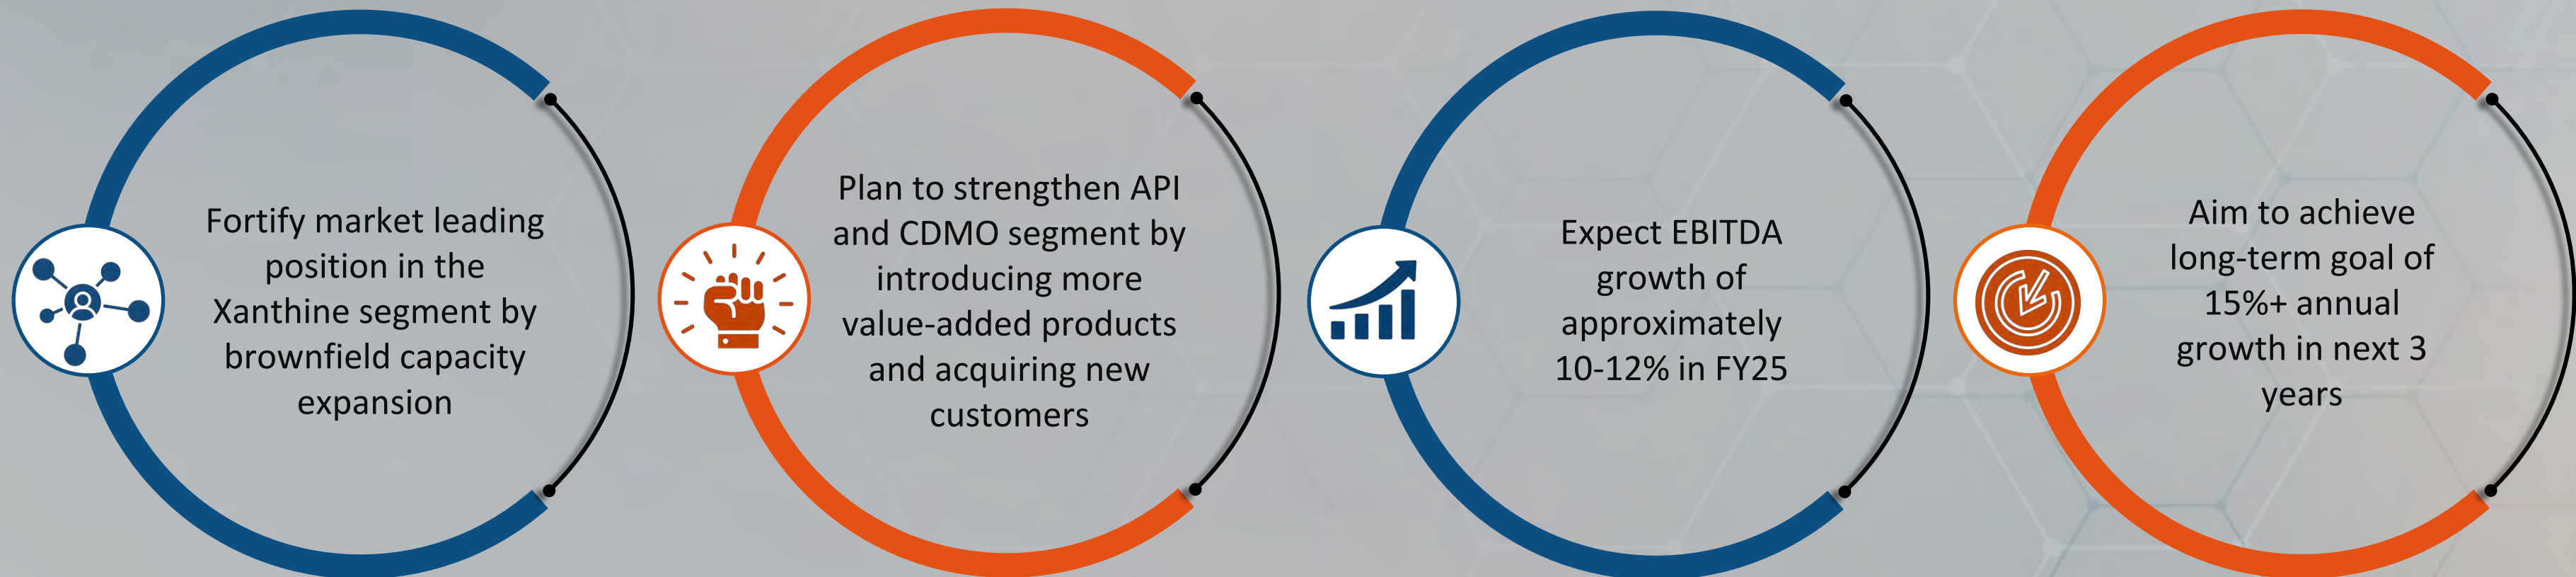 Fortify market leading
position in the
Xanthine segment by
brownfield capacity
expansion
Plan to strengthen API
and CDMO segment by
introducing more
value-added products
and acquiring new
customers
Expect EBITDA
growth of
approximately
10-12% in FY25
Aim to achieve
long-term goal of
15%+ annual
growth in next 3
years